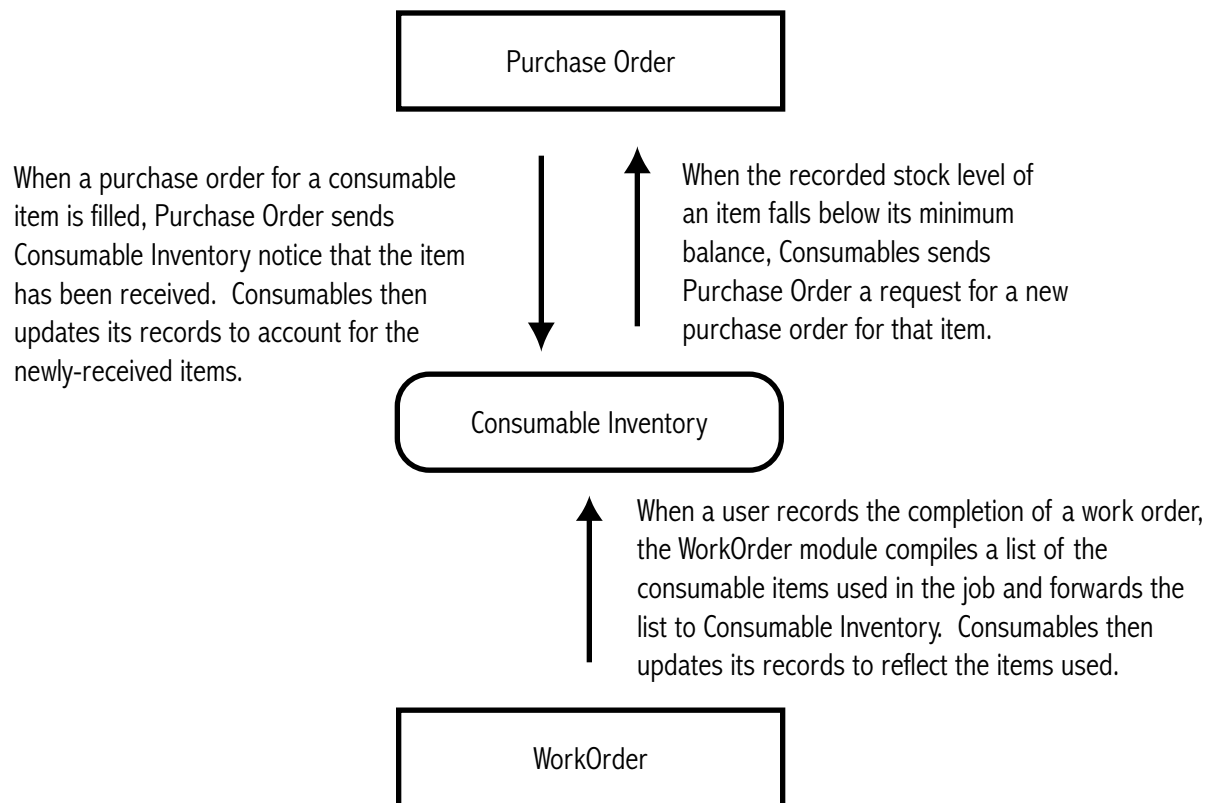 Purchase Order
When a purchase order for a consumable
item is filled, Purchase Order sends
Consumable Inventory notice that the item
has been received.  Consumables then
updates its records to account for the
newly-received items.
When the recorded stock level of
an item falls below its minimum
balance, Consumables sends
Purchase Order a request for a new
purchase order for that item.
Consumable Inventory
When a user records the completion of a work order,
the WorkOrder module compiles a list of the
consumable items used in the job and forwards the
list to Consumable Inventory.  Consumables then
updates its records to reflect the items used.
WorkOrder